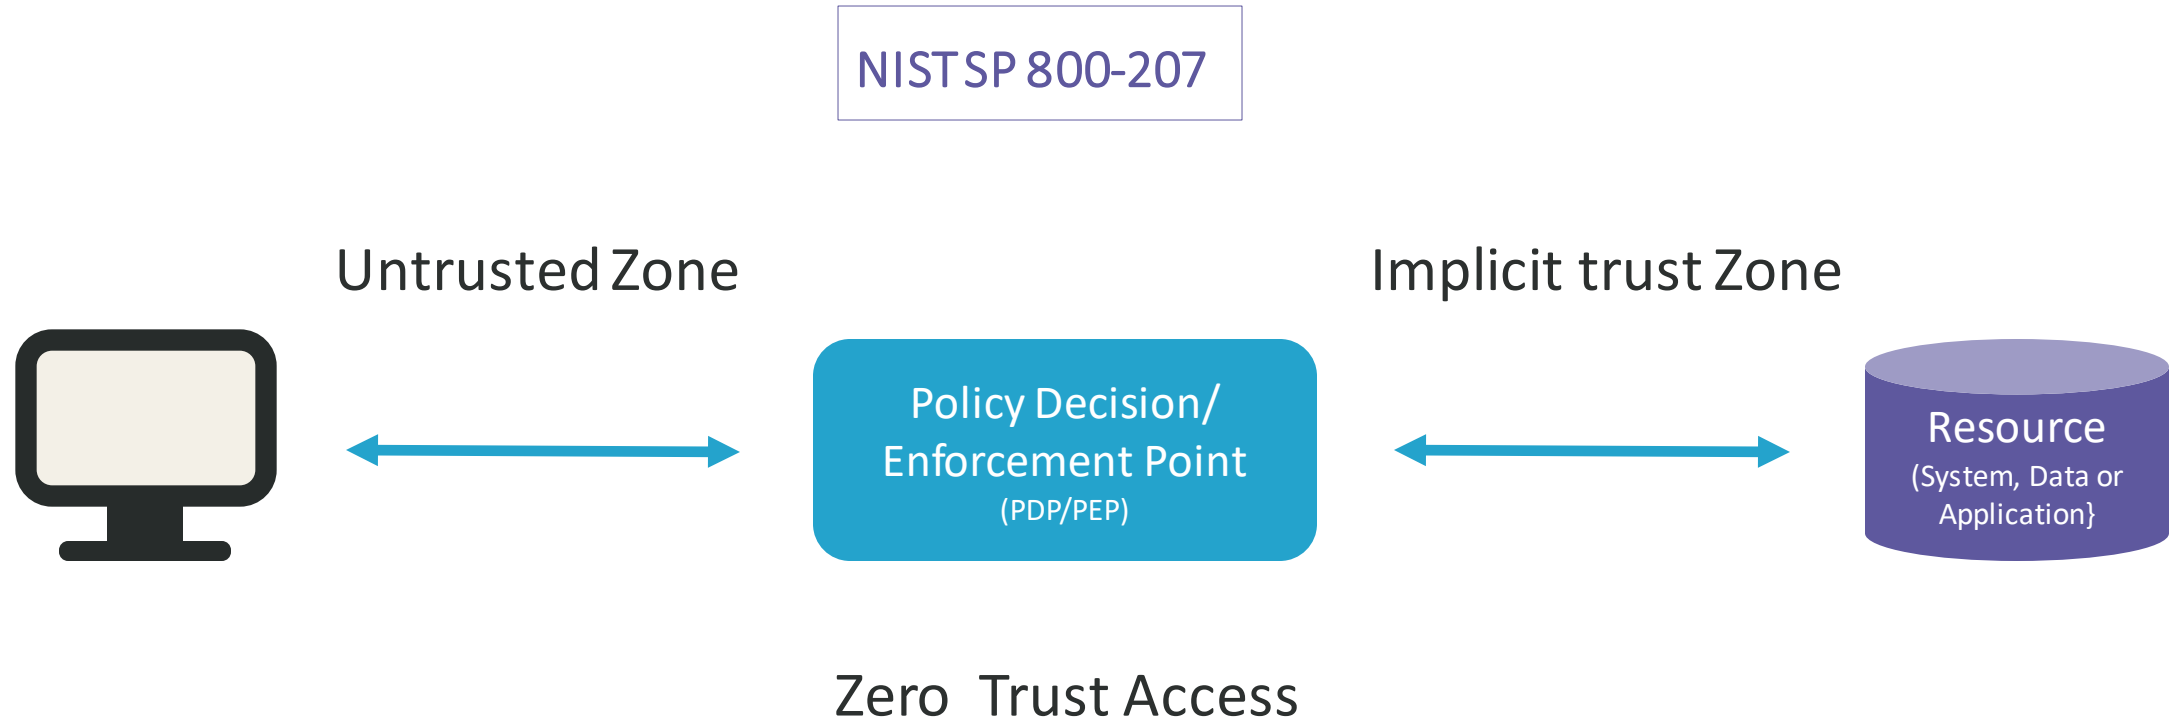 NIST SP 800-207
Untrusted Zone
Implicit trust Zone
Policy Decision/
Enforcement Point
(PDP/PEP)
Resource
(System, Data or
Application}
Zero Trust Access